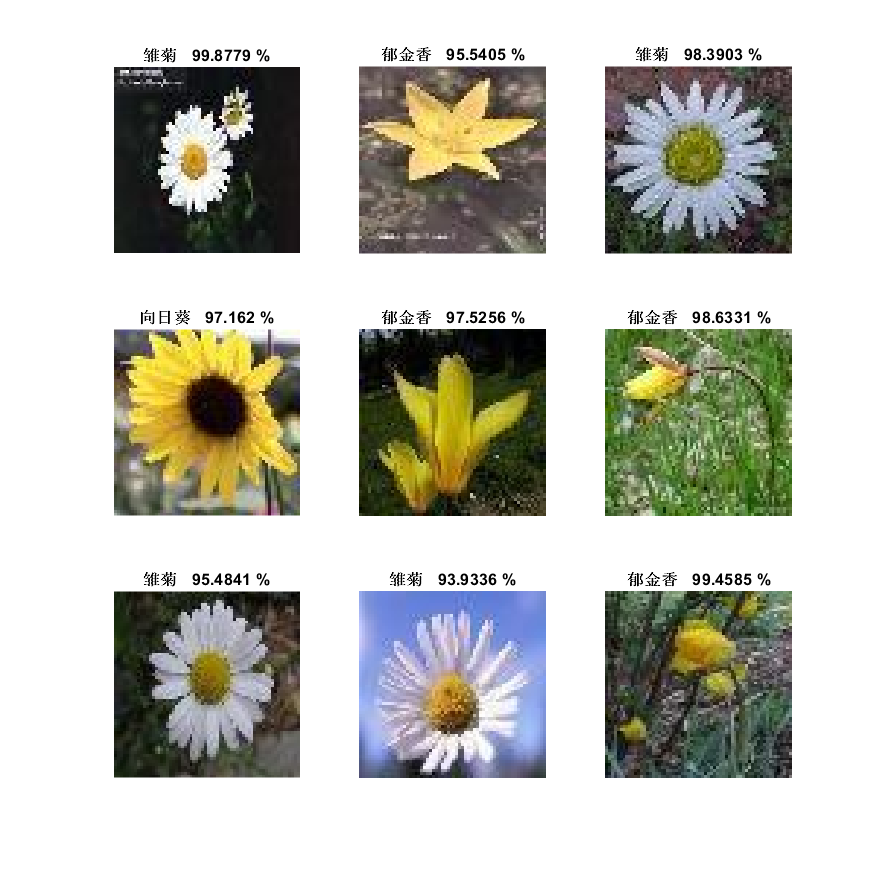 雏菊 99.8779 %
郁金香 95.5405 %
雏菊 98.3903 %
向日葵 97.162 %
郁金香 97.5256 %
郁金香 98.6331 %
雏菊 95.4841 %
雏菊 93.9336 %
郁金香 99.4585 %